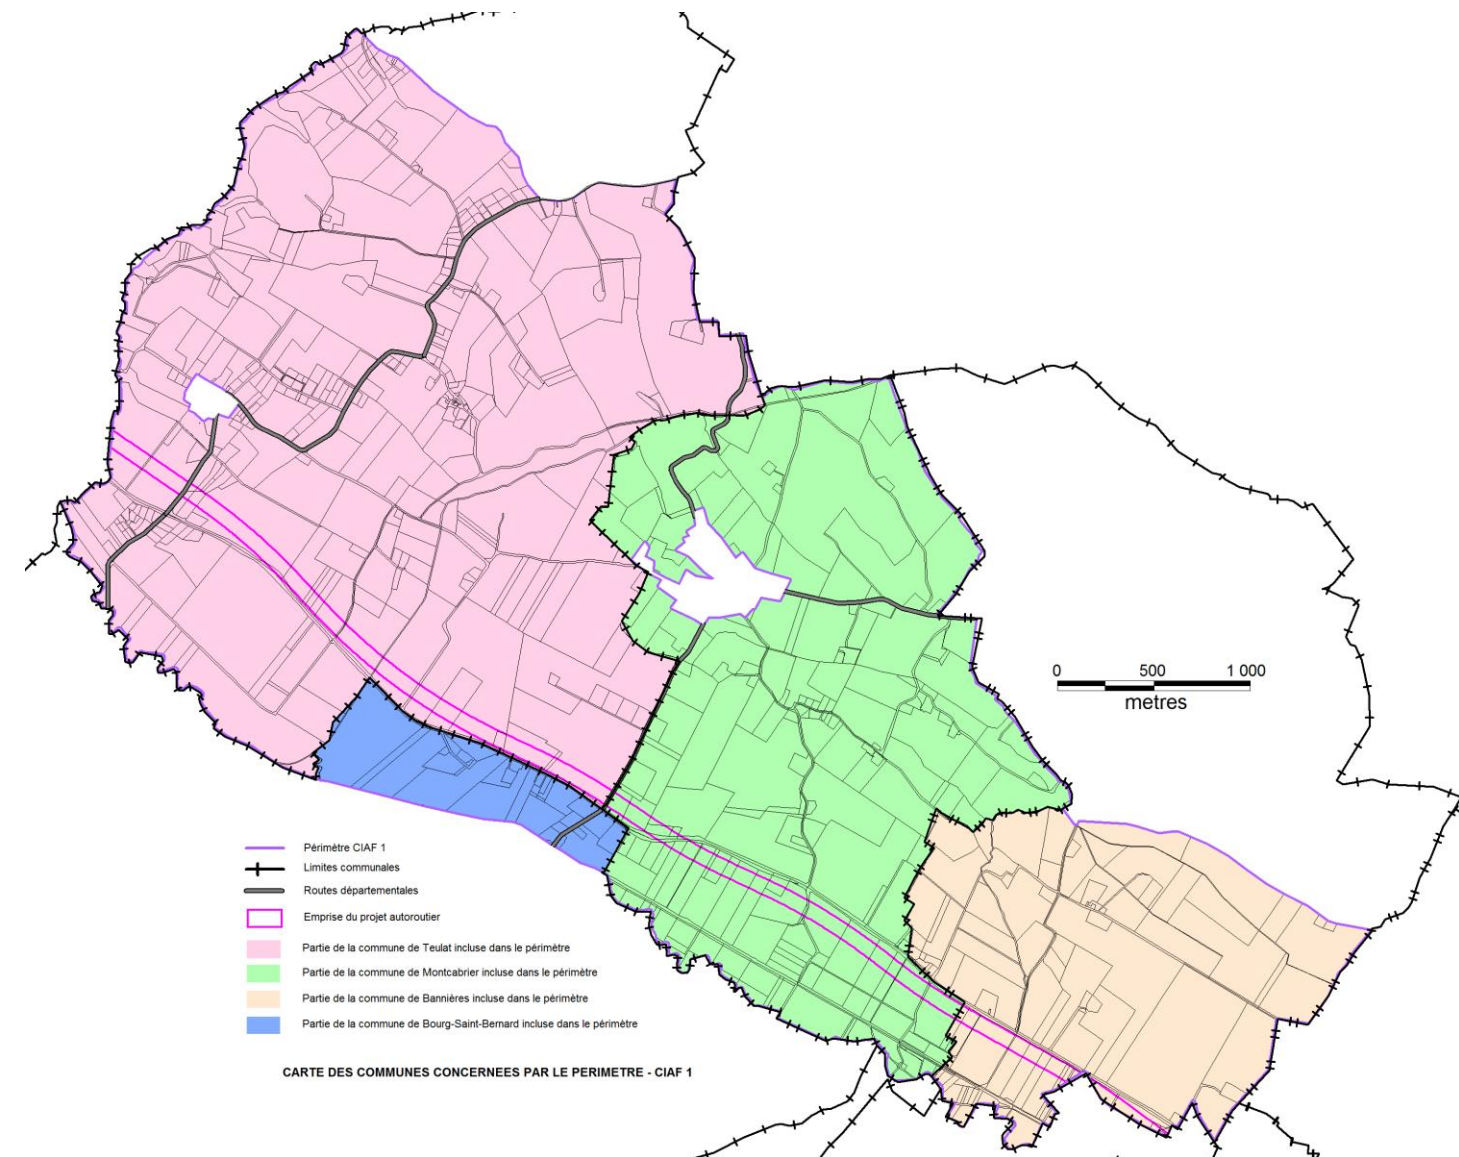 0 500 1 000
metres
Périmètre CIAF 1
Limites communales
Routes départementales
Emprise du projet autoroutier
Partie de la commune de Teulat incluse dans le périmètre
Partie de la commune de Montcabrier incluse dans le périmètre
Partie de la commune de Bannières incluse dans le périmètre
Partie de la commune de Bourg-Saint-Bernard incluse dans le périmètre
CARTE DES COMMUNES CONCERNEES PAR LE PERIMETRE - CIAF 1